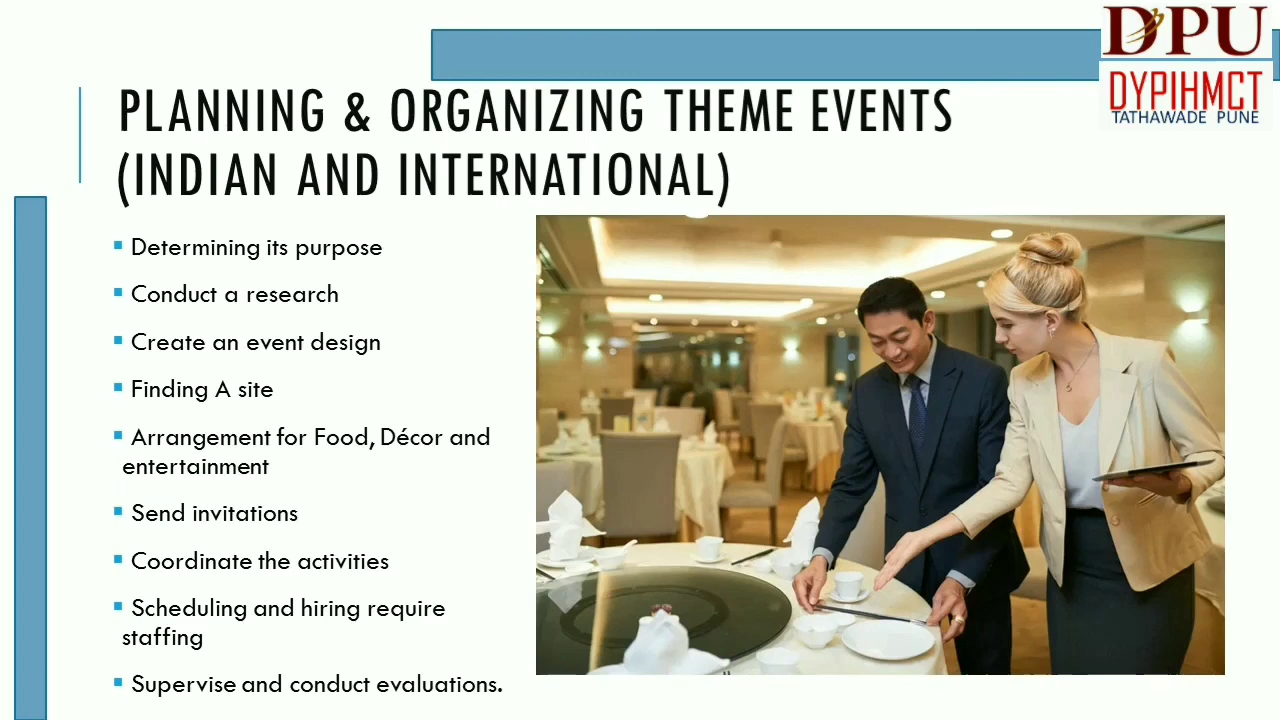 DPU
DYPIHMCT
TATHAWADE PUNE
PLANNING & ORGANIZING THEME EVENTS
(INDIAN AND INTERNATIONAL)
Determining its purpose
Conduct a research
Create an event design
Finding A site
Arrangement for Food, Décor and
entertainment
Send invitations
Coordinate the activities
Scheduling and hiring require
staffing
Supervise and conduct evaluations.